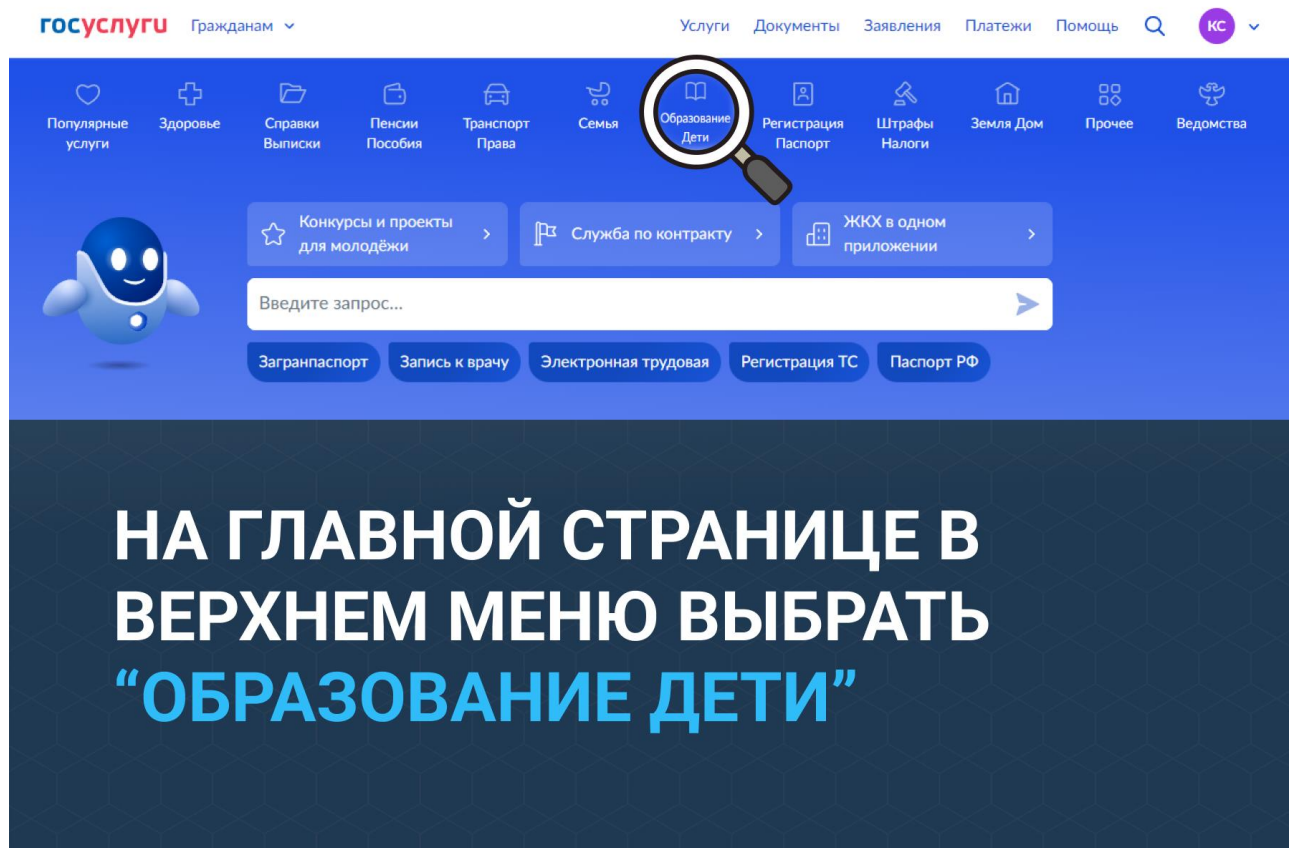 госуслуги Гражданам Услуги Документы Заявления Платежи Помощь КС
Популярные услуги
Здоровье
Справки Выписки
Пенсии Пособия
Транспорт Права
Семья
Образование Дети
Регистрация Паспорт
Штрафы Налоги
Земля Дом
Прочее
Ведомства
Конкурсы и проекты
для молодёжи
Служба по контракту
ЖКХ в одном
приложении
Введите запрос...
Загранпаспорт Запись к врачу Электронная трудовая Регистрация ТС Паспорт РФ
НА ГЛАВНОЙ СТРАНИЦЕ В
ВЕРХНЕМ МЕНЮ ВЫБРАТЬ
“ОБРАЗОВАНИЕ ДЕТИ”